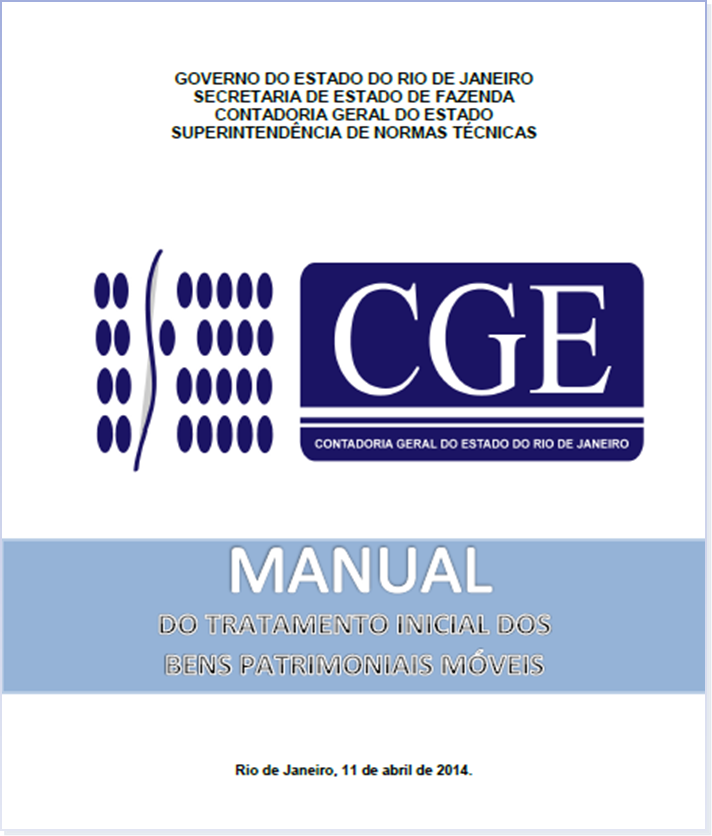 GOVERNO DO ESTADO DO RIO DE JANEIRO
SECRETARIA DE ESTADO DE FAZENDA
CONTADORIA GERAL DO ESTADO
SUPERINTENDÊNCIA DE NORMAS TÉCNICAS
CGE
CONTADORIA GERAL DO ESTADO DO RIO DE JANEIRO
MANUAL
DO TRATAMENTO INICIAL DOS
BENS PATRIMONIAIS MÓVEIS
Rio de Janeiro, 11 de abril de 2014.